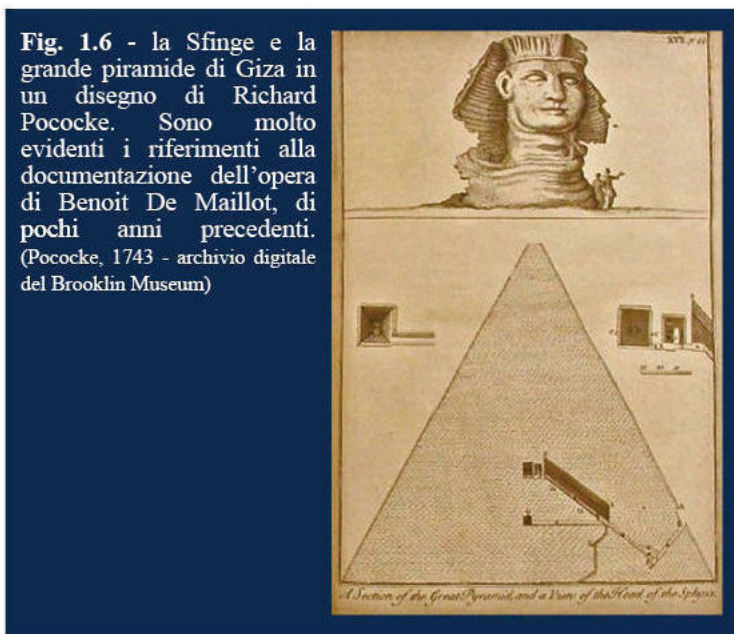 Fig. 1.6 - la Sfinge e la
grande piramide di Giza in
un disegno di Richard
Pococke. Sono molto
evidenti i riferimenti alla
documentazione dell'opera
di Benoit De Maillot, di
pochi anni precedenti.
(Pococke, 1743 - archivio digitale
del Brooklin Museum)
A Section of the Great Pyramid, and a View of the Head of the Sphynx.